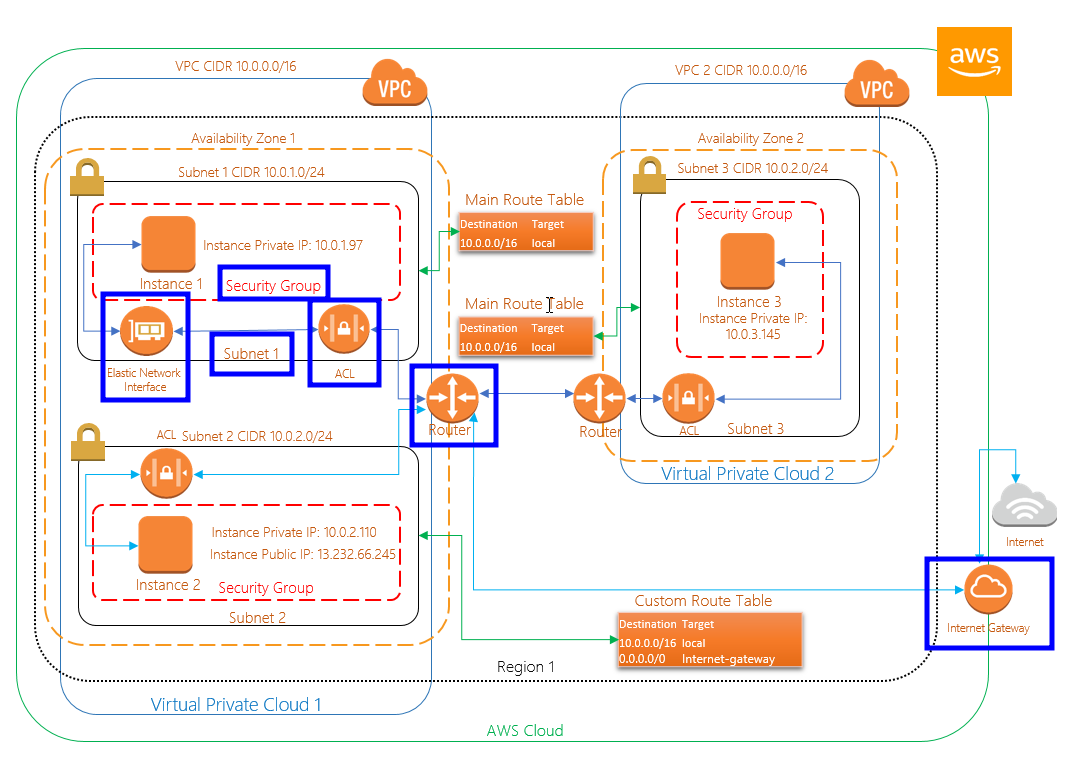 aws
VPC CIDR 10.0.0.0/16
VPC
VPC 2 CIDR 10.0.0.0/16
VPC
Availability Zone 1
Availability Zone 2
Subnet 1 CIDR 10.0.1.0/24
Subnet 3 CIDR 10.0.2.0/24
Main Route Table
Destination Target
10.0.0.0/16 local
Security Group
Instance Private IP: 10.0.1.97
Instance 1
Security Group
Instance 3
Instance Private IP:
10.0.3.145
Main Route Table
Destination Target
10.0.0.0/16 local
Subnet 1
Elastic Network
Interface
ACL
Router
Router
ACL
Subnet 3
ACL
Subnet 2 CIDR 10.0.2.0/24
Virtual Private Cloud 2
Instance Private IP: 10.0.2.110
Instance Public IP: 13.232.66.245
Instance 2
Security Group
Subnet 2
Internet
Internet Gateway
Custom Route Table
Destination Target
10.0.0.0/16 local
0.0.0.0/0 Internet-gateway
Region 1
Virtual Private Cloud 1
AWS Cloud